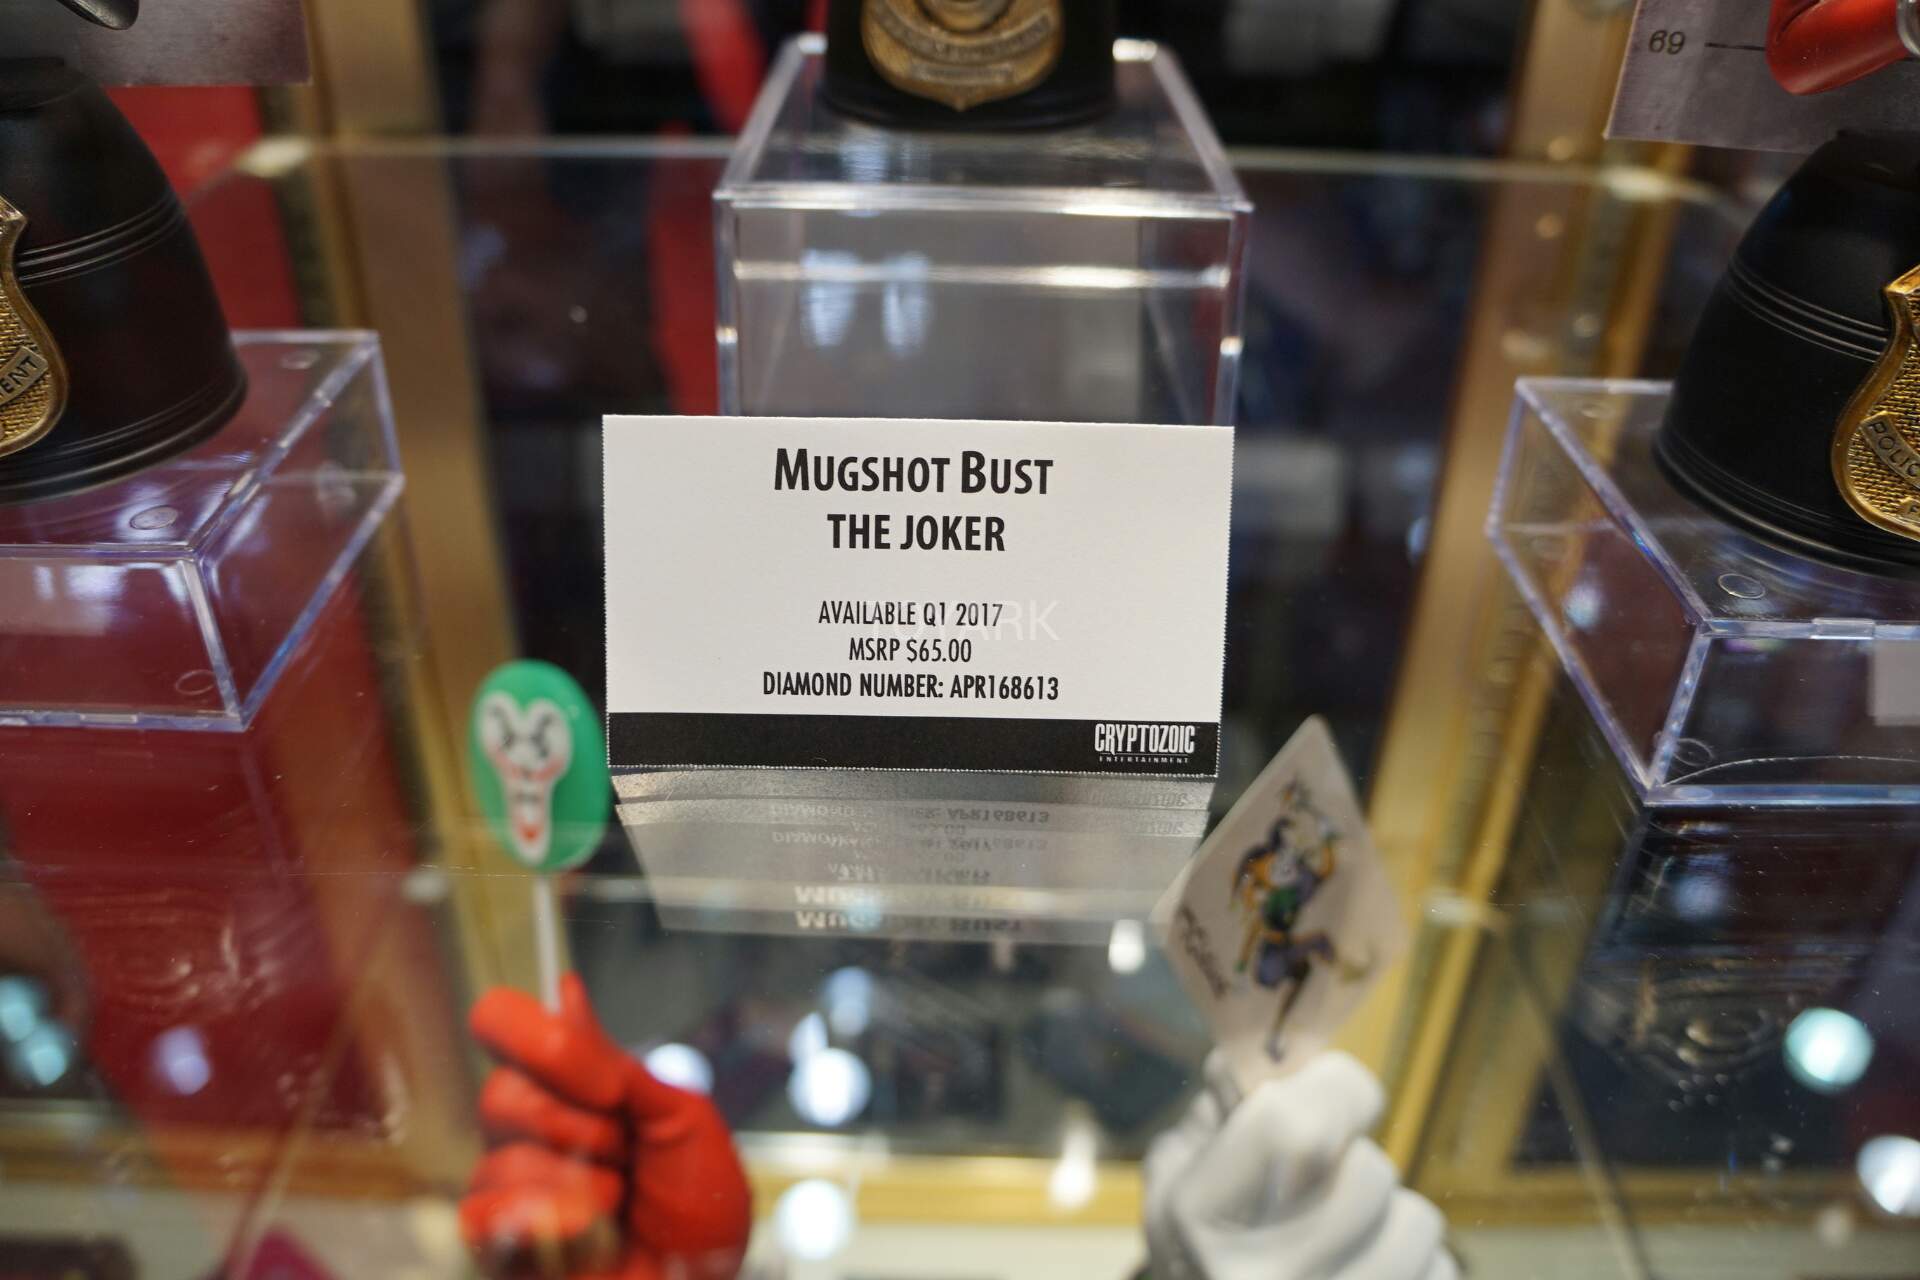 69
MUGSHOT BUST
THE JOKER
AVAILABLE Q1 2017
MSRP $65.00
DIAMOND NUMBER: APR168613
CRYPTOZOIC
ENTERTAINMENT